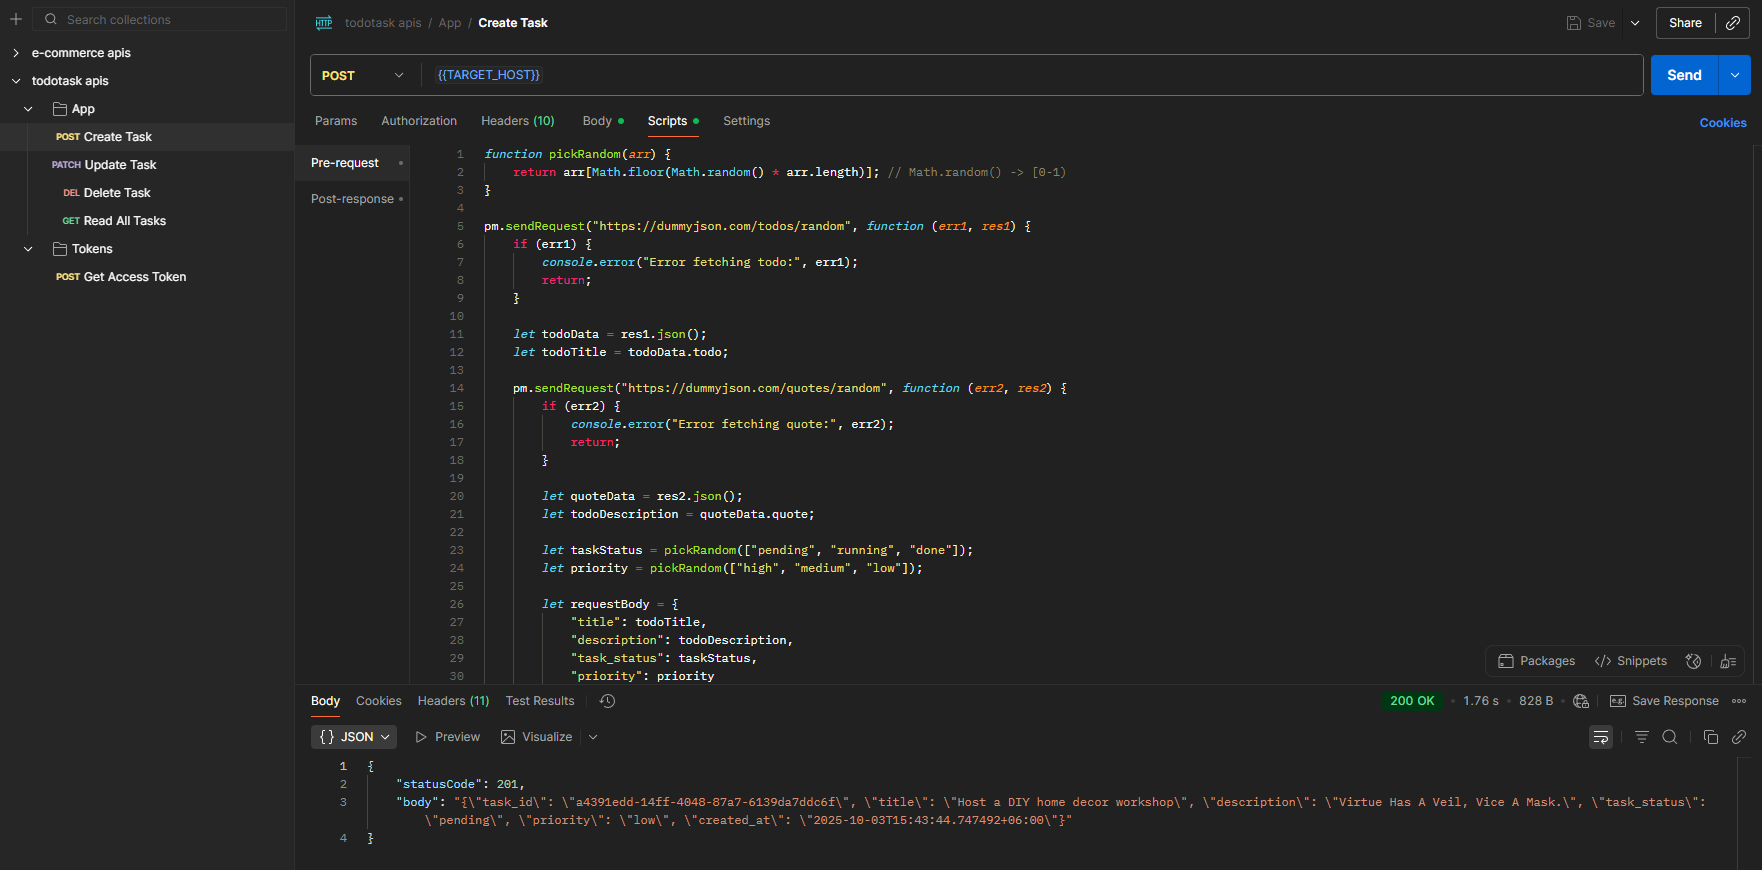 Search collections
e-commerce apis
todotask apis
App
POST Create Task
PATCH Update Task
DEL Delete Task
GET Read All Tasks
Tokens
POST Get Access Token
HTTP todotask apis / App / Create Task
Save
Share
POST {{TARGET_HOST}}
Send
Params Authorization Headers (10) Body Scripts Settings
Cookies
Pre-request
Post-response
1 function pickRandom(arr) {
2 return arr[Math.floor(Math.random() * arr.length)]; // Math.random() -> [0-1)
3 }
4
5 pm.sendRequest("https://dummyjson.com/todos/random", function (err1, res1) {
6 if (err1) {
7 console.error("Error fetching todo:", err1);
8 return;
9 }
10
11 let todoData = res1.json();
12 let todoTitle = todoData.todo;
13
14 pm.sendRequest("https://dummyjson.com/quotes/random", function (err2, res2) {
15 if (err2) {
16 console.error("Error fetching quote:", err2);
17 return;
18 }
19
20 let quoteData = res2.json();
21 let todoDescription = quoteData.quote;
22
23 let taskStatus = pickRandom(["pending", "running", "done"]);
24 let priority = pickRandom(["high", "medium", "low"]);
25
26 let requestBody = {
27 "title": todoTitle,
28 "description": todoDescription,
29 "task_status": taskStatus,
30 "priority": priority
Packages </> Snippets
Body Cookies Headers (11) Test Results
200 OK 1.76 s 828 B e.g. Save Response
{} JSON Preview Visualize
1 {
2 "statusCode": 201,
3 "body": "{\"task_id\": \"a4391edd-14ff-4048-87a7-6139da7ddc6f\", \"title\": \"Host a DIY home decor workshop\", \"description\": \"Virtue Has A Veil, Vice A Mask.\", \"task_status\":
\"pending\", \"priority\": \"low\", \"created_at\": \"2025-10-03T15:43:44.747492+06:00\"}"
4 }